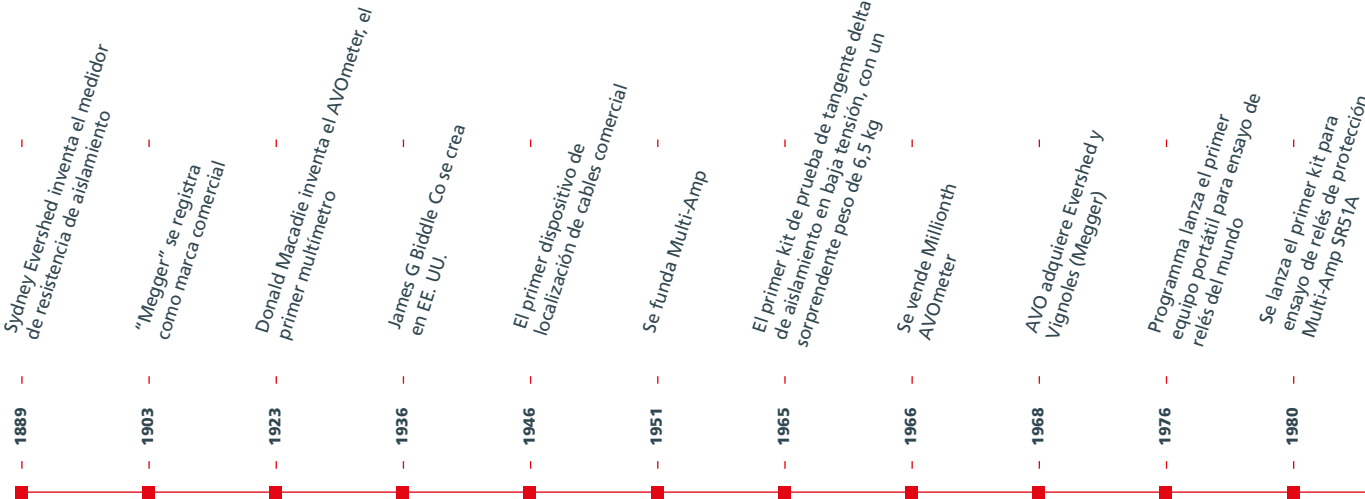 Sydney Evershed inventa el medidor
de resistencia de aislamiento
1889
"Megger" se registra
como marca comercial
1903
Donald Macadie inventa el AVOmeter, el
primer multímetro
1923
James G Biddle Co se crea
en EE. UU.
1936
El primer dispositivo de
localización de cables comercial
1946
Se funda Multi-Amp
1951
El primer kit de prueba de tangente delta
de aislamiento en baja tensión, con un
sorprendente peso de 6,5 kg
1965
Se vende Millionth
AVOmeter
1966
AVO adquiere Evershed y
Vignoles (Megger)
1968
Programma lanza el primer
equipo portátil para ensayo de
relés del mundo
1976
Se lanza el primer kit para
ensayo de relés de protección
Multi-Amp SR51A
1980